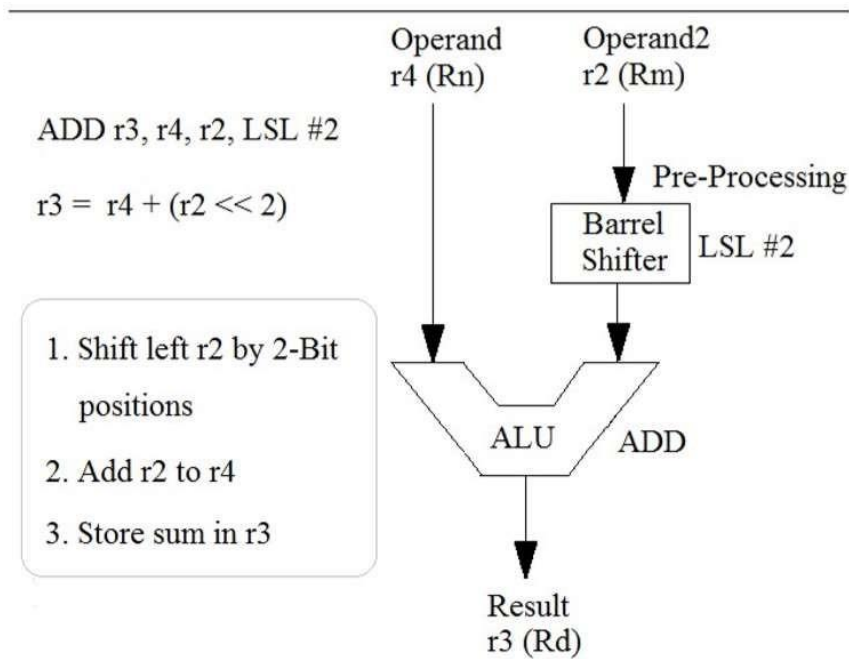 Operand
r4 (Rn)
Operand2
r2 (Rm)
ADD r3, r4, r2, LSL #2
r3 = r4 + (r2 << 2)
Pre-Processing
Barrel
Shifter
LSL #2
1. Shift left r2 by 2-Bit
positions
2. Add r2 to r4
3. Store sum in r3
ALU
ADD
Result
r3 (Rd)